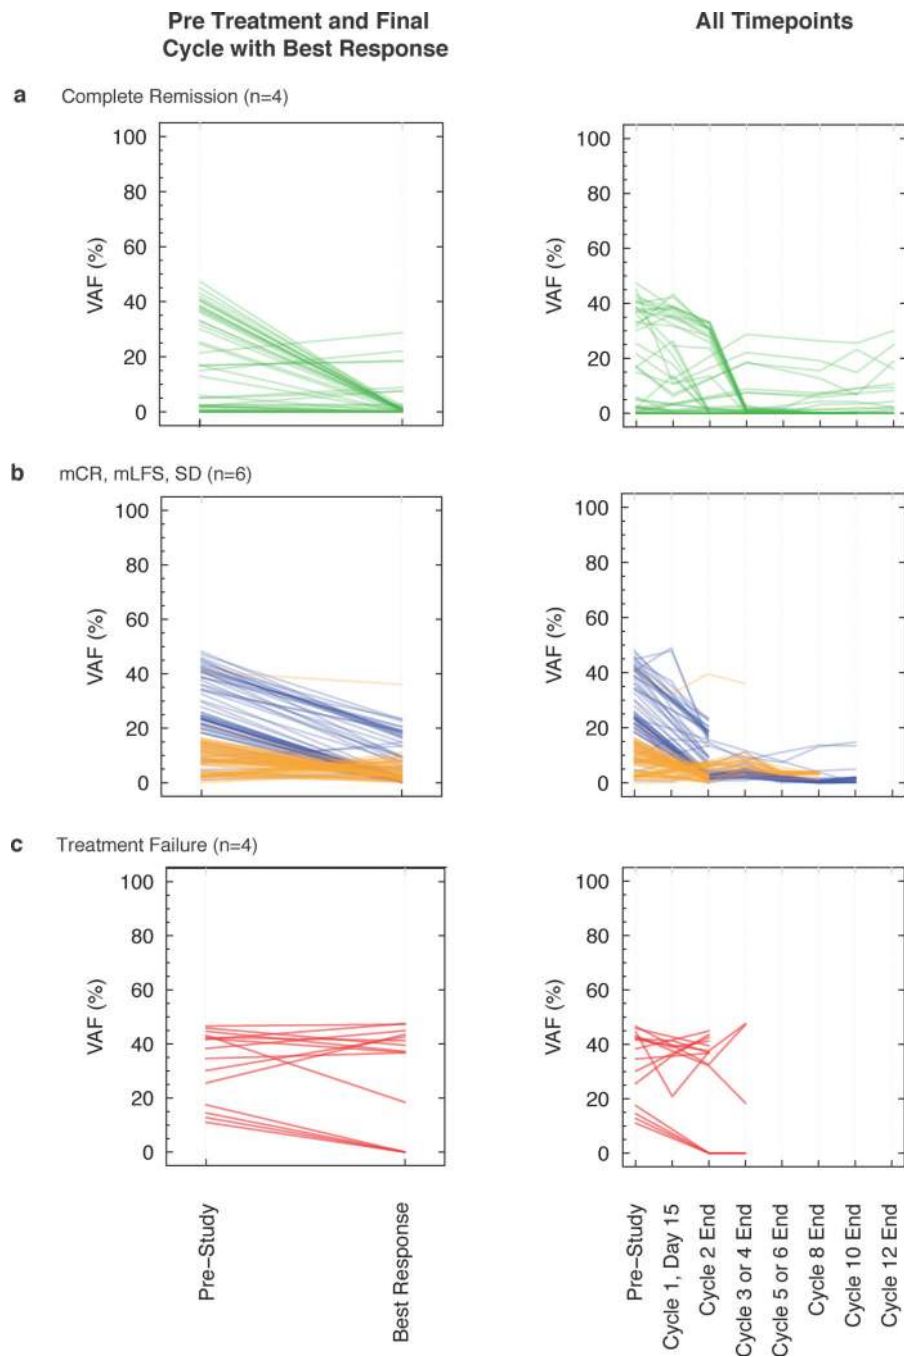 Pre Treatment and Final
Cycle with Best Response
All Timepoints
a Complete Remission (n=4)
VAF (%)
100
80
60
40
20
0
VAF (%)
100
80
60
40
20
0
b mCR, mLFS, SD (n=6)
VAF (%)
100
80
60
40
20
0
VAF (%)
100
80
60
40
20
0
c Treatment Failure (n=4)
VAF (%)
100
80
60
40
20
0
VAF (%)
100
80
60
40
20
0
Pre−Study
Best Response
Pre−Study
Cycle 1, Day 15
Cycle 2 End
Cycle 3 or 4 End
Cycle 5 or 6 End
Cycle 8 End
Cycle 10 End
Cycle 12 End